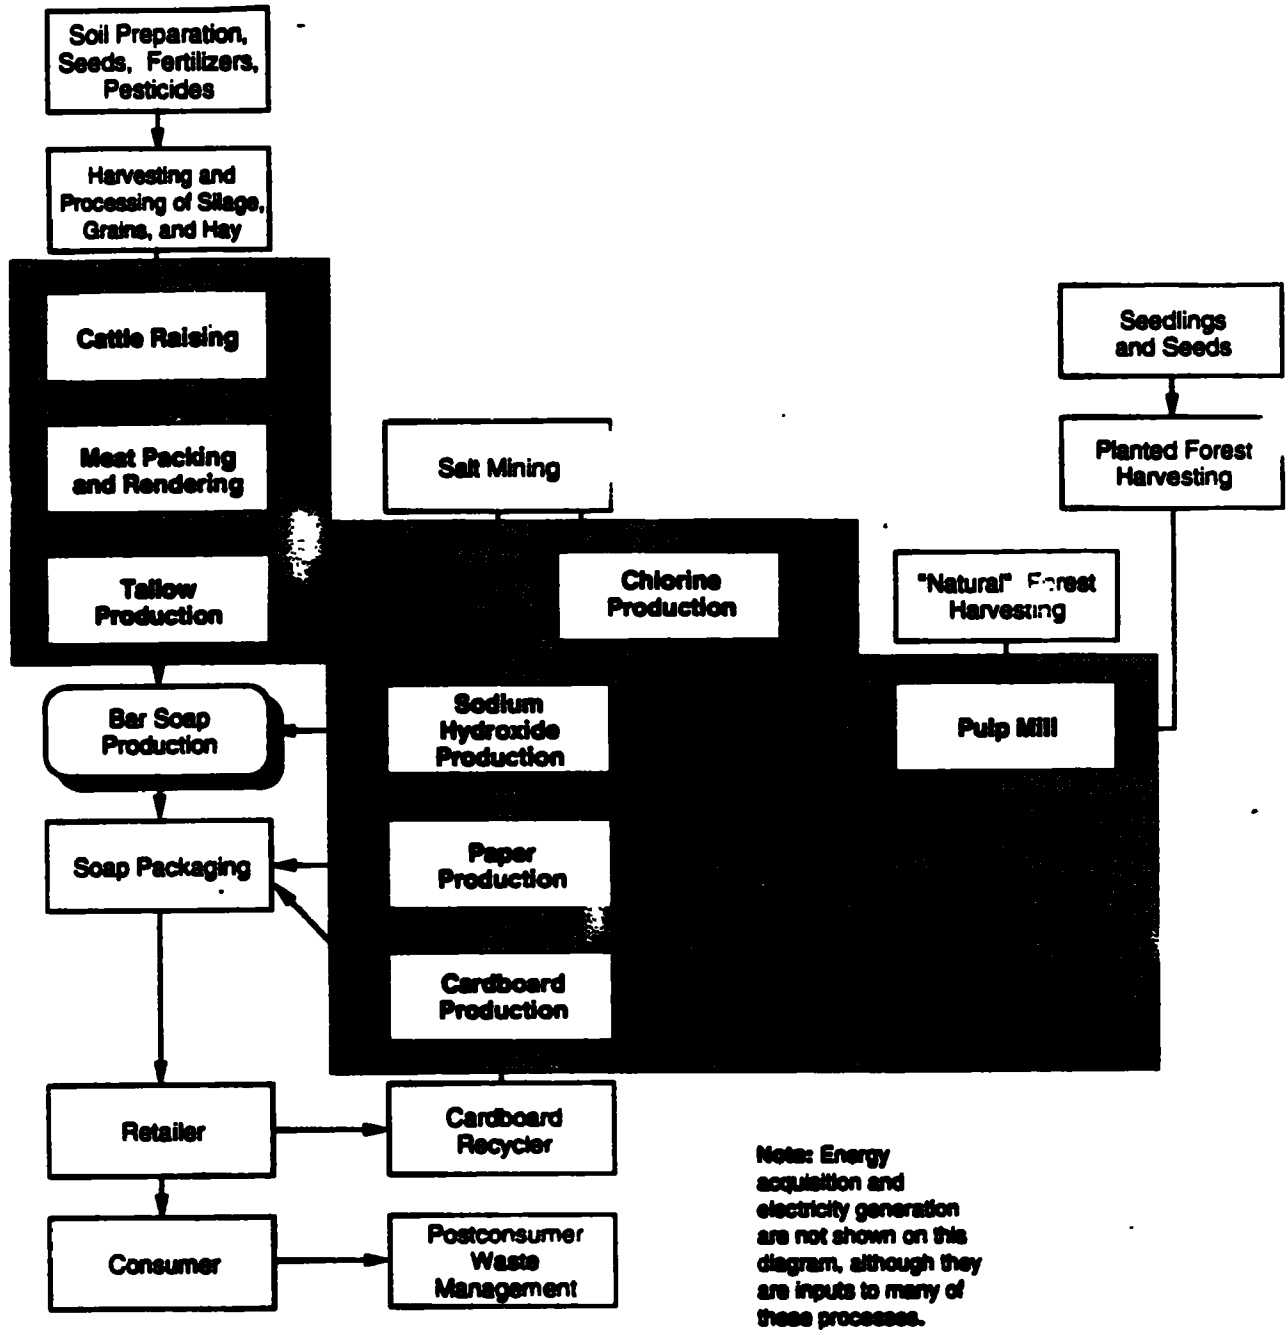 Soil Preparation,
Seeds, Fertilizers,
Pesticides
Harvesting and
Processing of Silage,
Grains, and Hay
Cattle Raising
Seedlings
and Seeds
Meat Packing
and Rendering
Salt Mining
Planted Forest
Harvesting
Tallow
Production
Chlorine
Production
"Natural" Forest
Harvesting
Bar Soap
Production
Sodium
Hydroxide
Production
Pulp Mill
Soap Packaging
Paper
Production
Cardboard
Production
Retailer
Cardboard
Recycler
Consumer
Postconsumer
Waste
Management
Note: Energy
acquisition and
electricity generation
are not shown on this
diagram, although they
are inputs to many of
these processes.